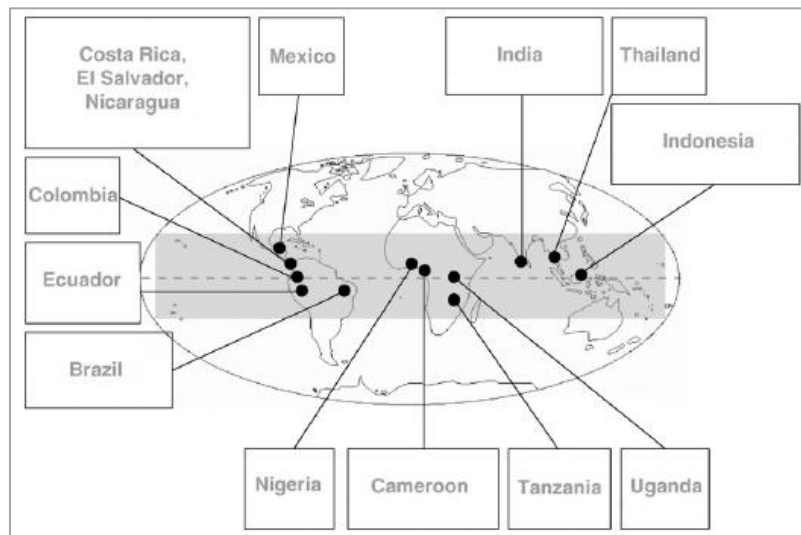 Costa Rica,
El Salvador,
Nicaragua
Mexico
India
Thailand
Indonesia
Colombia
Ecuador
Brazil
Nigeria
Cameroon
Tanzania
Uganda